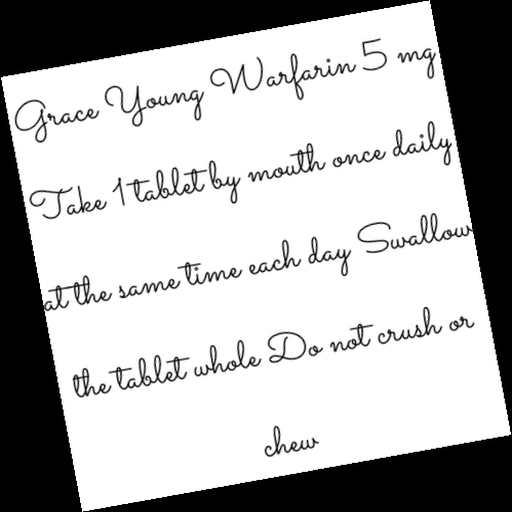 Grace Young Warfarin 5 mg
Take 1 tablet by mouth once daily
at the same time each day Swallow
the tablet whole Do not crush or
chew